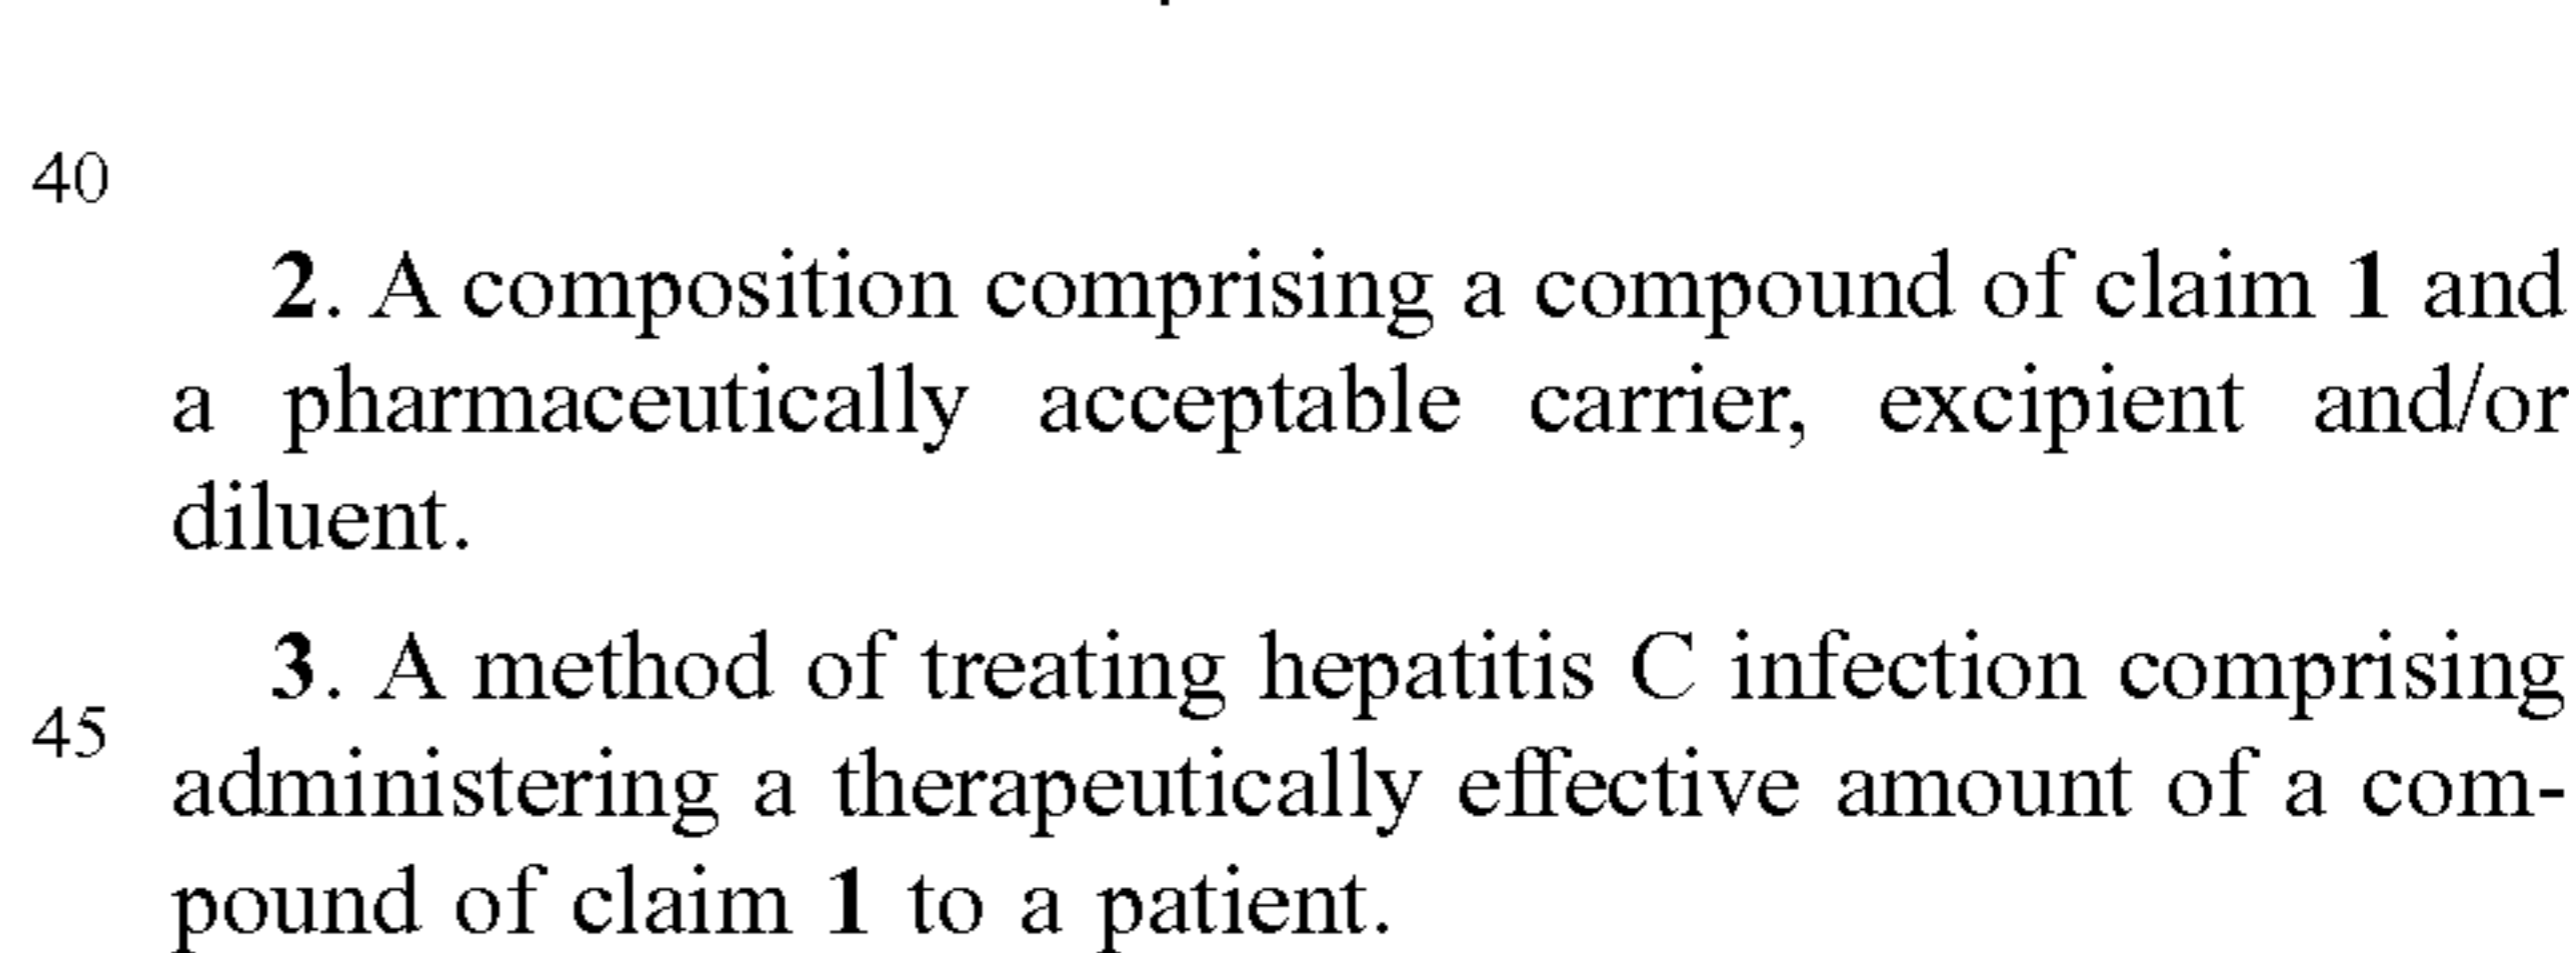 40
2. A composition comprising a compound of claim 1 and
a pharmaceutically acceptable carrier, excipient and/or
diluent.
3. A method of treating hepatitis C infection comprising
45
administering a therapeutically effective amount of a com-
pound of claim 1 to a patient.